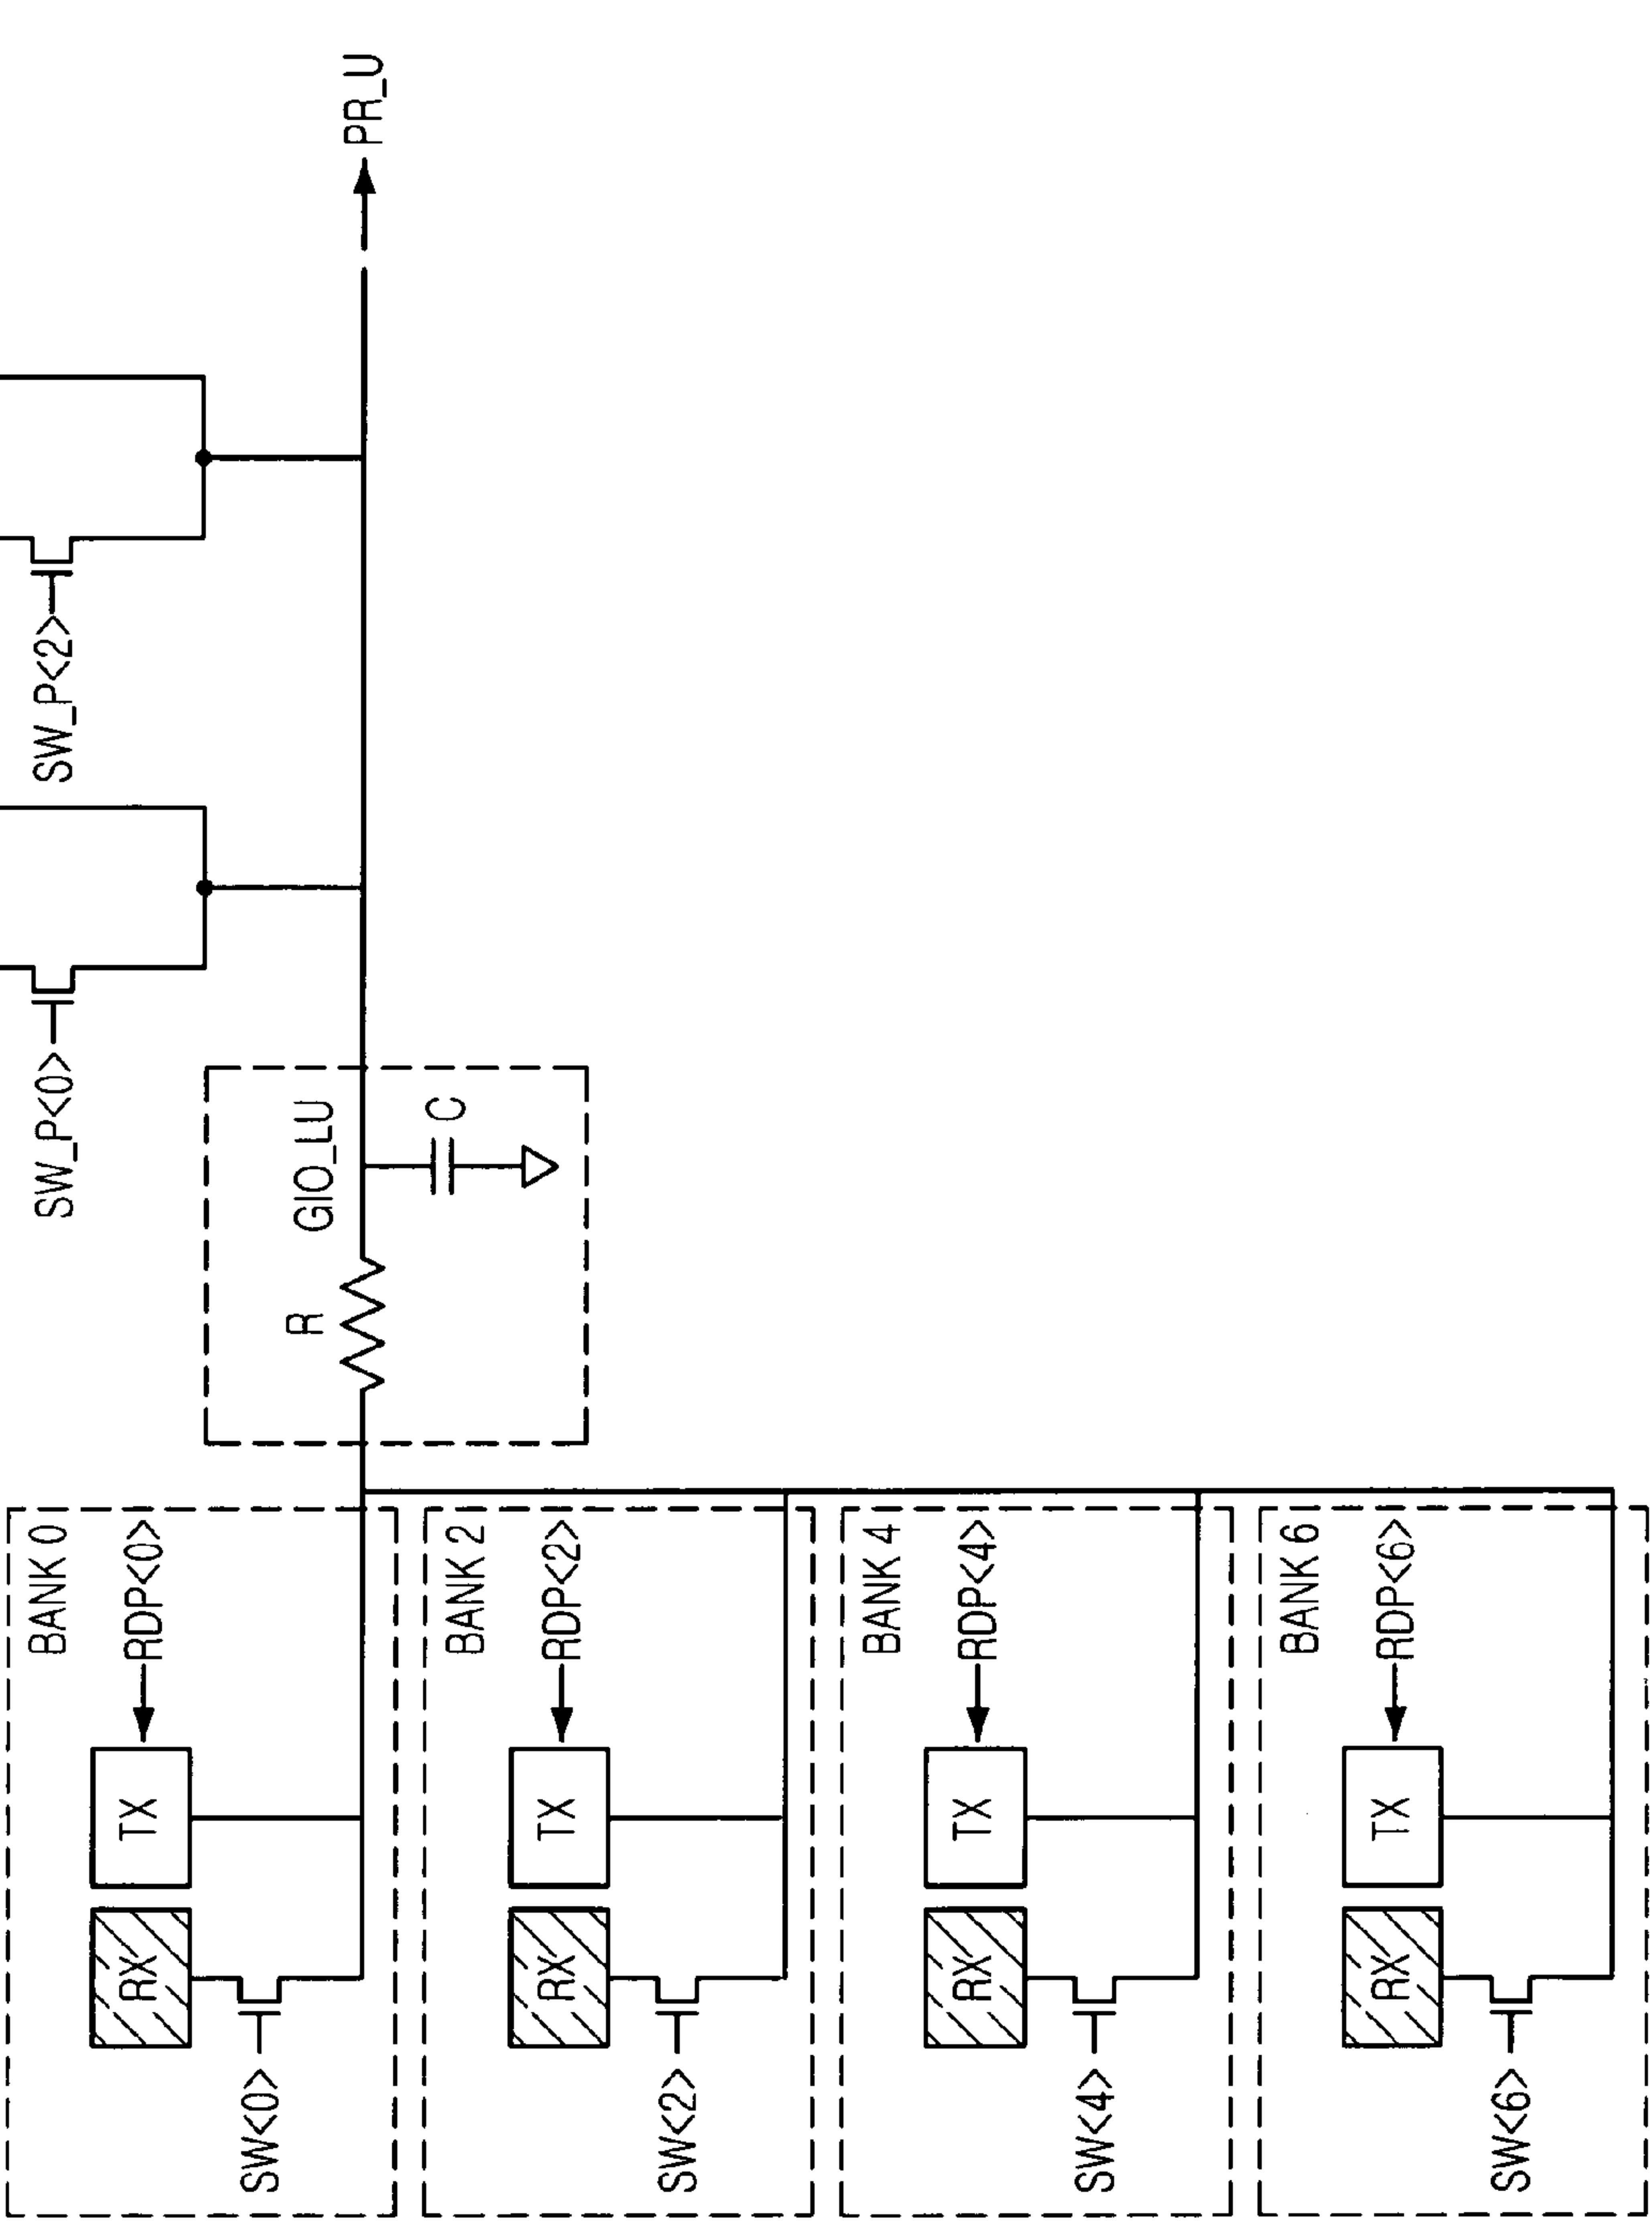 PR_U
SW_P<2>
SW_P<0>
GIO_LU
C
R
BANK 0
RDP<0>
TX
RX
SW<0>
BANK 2
RDP<2>
TX
RX
SW<2>
BANK 4
RDP<4>
TX
RX
SW<4>
BANK 6
RDP<6>
TX
RX
SW<6>